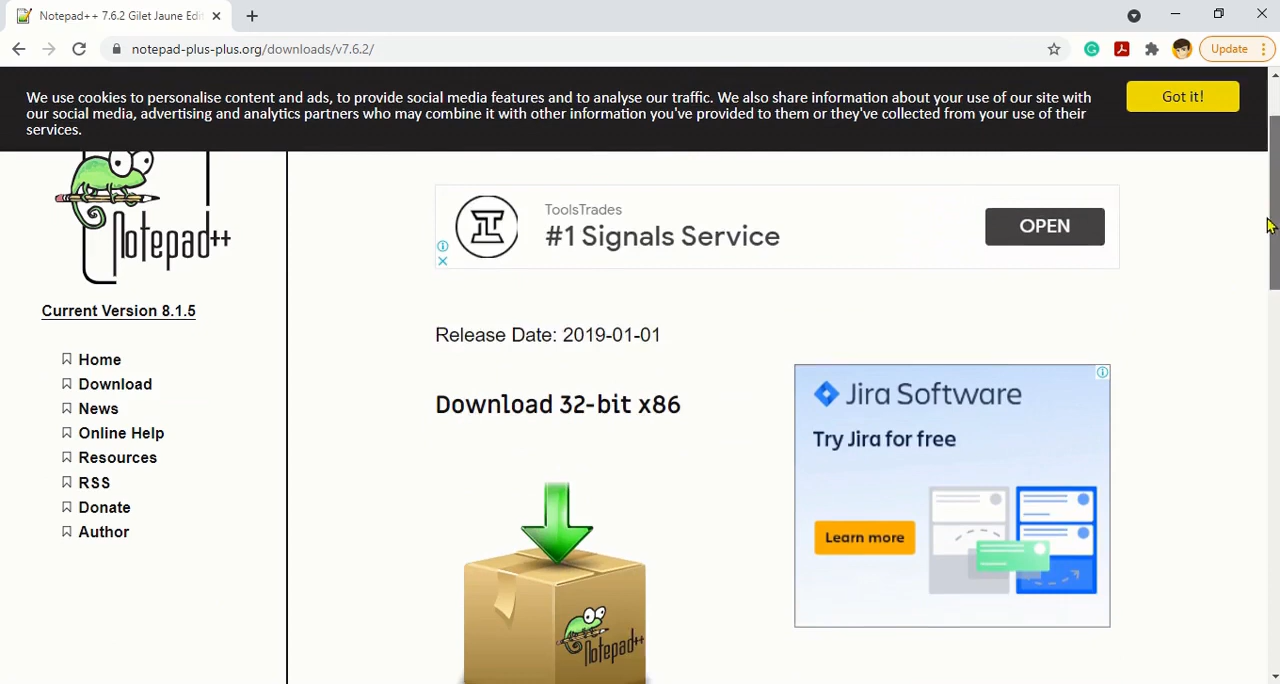 Notepad++ 7.6.2 Gilet Jaune Edi
notepad-plus-plus.org/downloads/v7.6.2/
Update
We use cookies to personalise content and ads, to provide social media features and to analyse our traffic. We also share information about your use of our site with
our social media, advertising and analytics partners who may combine it with other information you've provided to them or they've collected from your use of their
services.
Got it!
Notepad++
Current Version 8.1.5
Home
Download
News
Online Help
Resources
RSS
Donate
Author
ToolsTrades
#1 Signals Service
OPEN
Release Date: 2019-01-01
Download 32-bit x86
Notepad++
Jira Software
Try Jira for free
Learn more